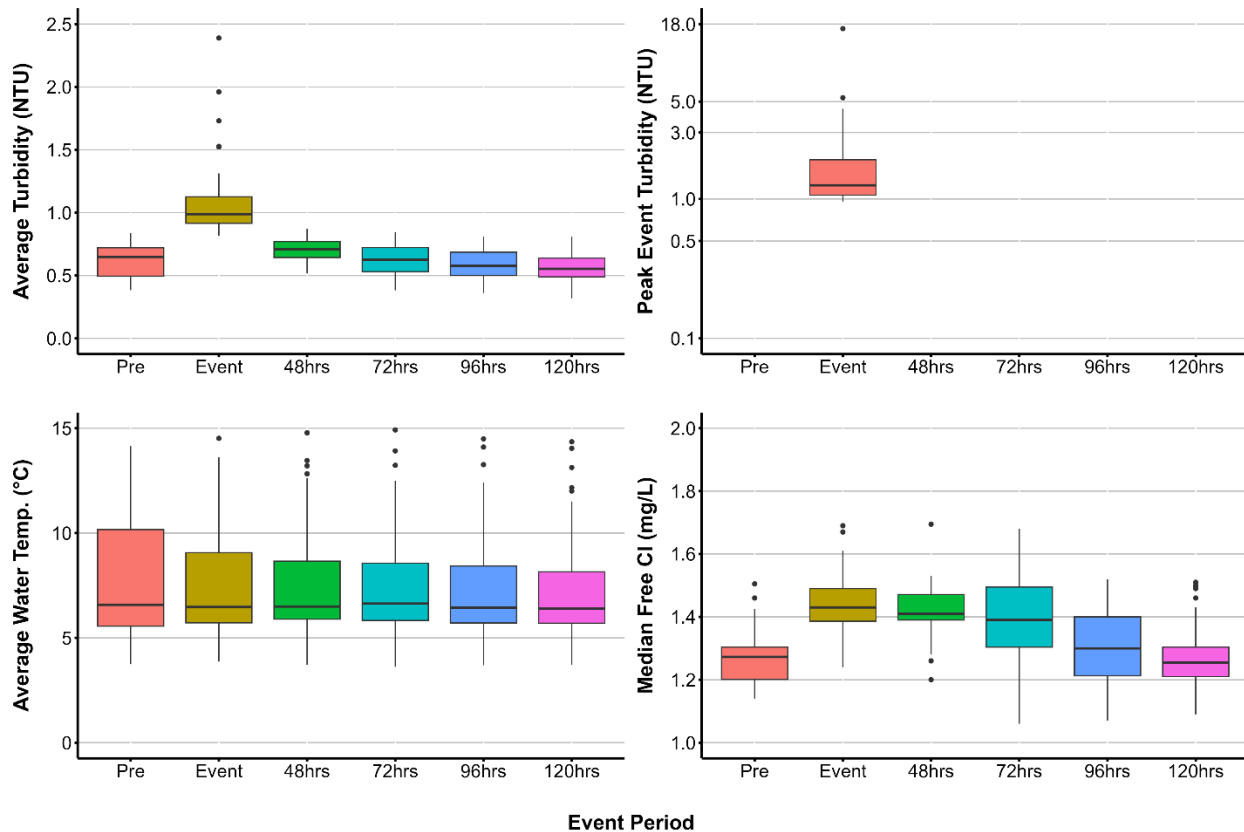 Average Turbidity (NTU)
2.5
2.0
1.5
1.0
0.5
0.0
Pre Event 48hrs 72hrs 96hrs 120hrs
Peak Event Turbidity (NTU)
18.0
5.0
3.0
1.0
0.5
0.1
Pre Event 48hrs 72hrs 96hrs 120hrs
Average Water Temp. (°C)
15
10
5
0
Pre Event 48hrs 72hrs 96hrs 120hrs
Median Free Cl (mg/L)
2.0
1.8
1.6
1.4
1.2
1.0
Pre Event 48hrs 72hrs 96hrs 120hrs
Event Period